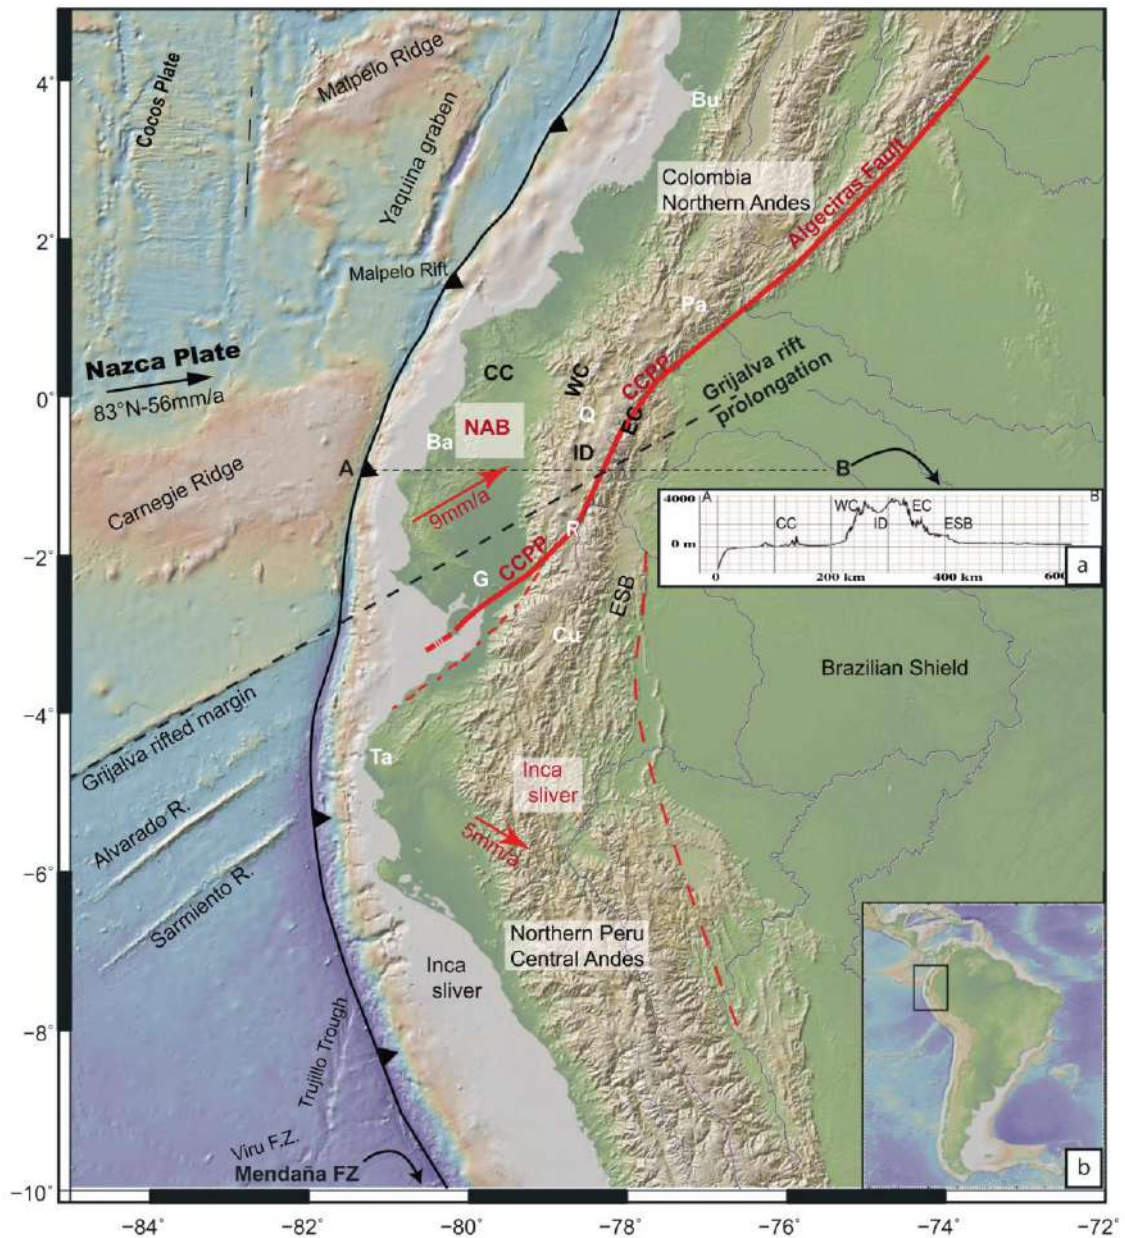 4°
2°
0°
−2°
−4°
−6°
−8°
−10°
−84°
−82°
−80°
−78°
−76°
−74°
−72°
Cocos Plate
Malpelo Ridge
Yaquina graben
Malpelo Rift
Bu
Colombia
Northern Andes
Algeciras Fault
Pa
Nazca Plate
83°N-56mm/a
CC
WC
CCPP
Grijalva rift
prolongation
Q
EC
NAB
Ba
ID
A
B
Carnegie Ridge
9mm/a
R
CCPP
G
ESB
Cu
4000
A
B
WC
EC
CC
ID
ESB
0 m
0
200 km
400 km
600
a
Brazilian Shield
Grijalva rifted margin
Ta
Inca
sliver
Alvarado R.
5mm/a
Sarmiento R.
Northern Peru
Central Andes
Inca
sliver
Trujillo Trough
Viru F.Z.
Mendaña FZ
b